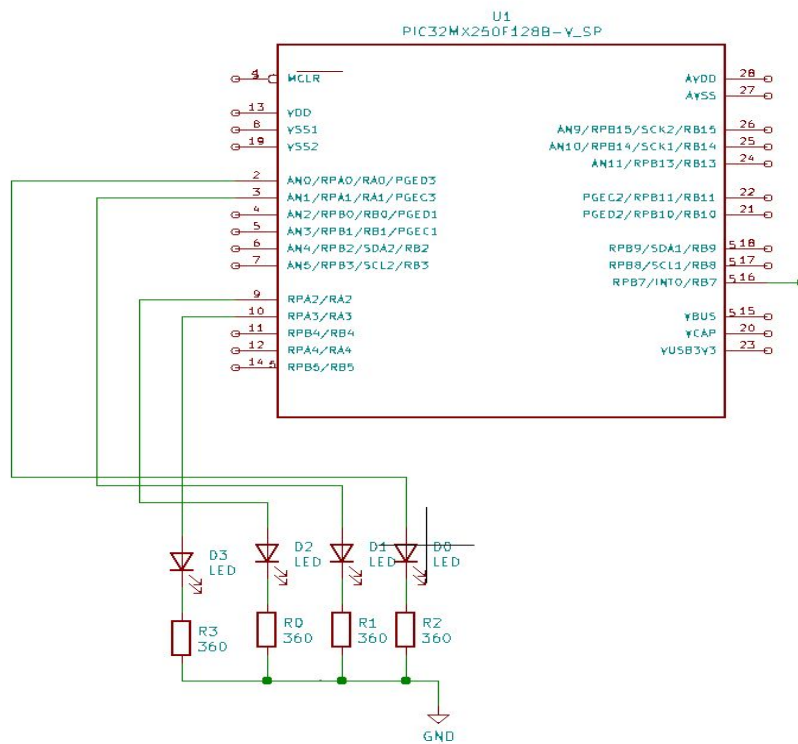 U1
PIC32MX250F128B-V_SP
1 MCLR
13 VDD
8 VSS1
19 VSS2
2 AN0/RPA0/RA0/PGED3
3 AN1/RPA1/RA1/PGEC3
4 AN2/RPB0/RB0/PGED1
5 AN3/RPB1/RB1/PGEC1
6 AN4/RPB2/SDA2/RB2
7 AN5/RPB3/SCL2/RB3
9 RPA2/RA2
10 RPA3/RA3
11 RPB4/RB4
12 RPA4/RA4
14 5 RPB5/RB5
AVDD 28
AVSS 27
AN9/RPB15/SCK2/RB15 26
AN10/RPB14/SCK1/RB14 25
AN11/RPB13/RB13 24
PGEC2/RPB11/RB11 22
PGED2/RPB10/RB10 21
RPB9/SDA1/RB9 5 18
RPB8/SCL1/RB8 5 17
RPB7/INT0/RB7 5 16
VBUS 5 15
VCAP 20
VUSB3V3 23
D3
LED
D2
LED
D1
LED
D0
LED
R3
360
R0
360
R1
360
R2
360
GND